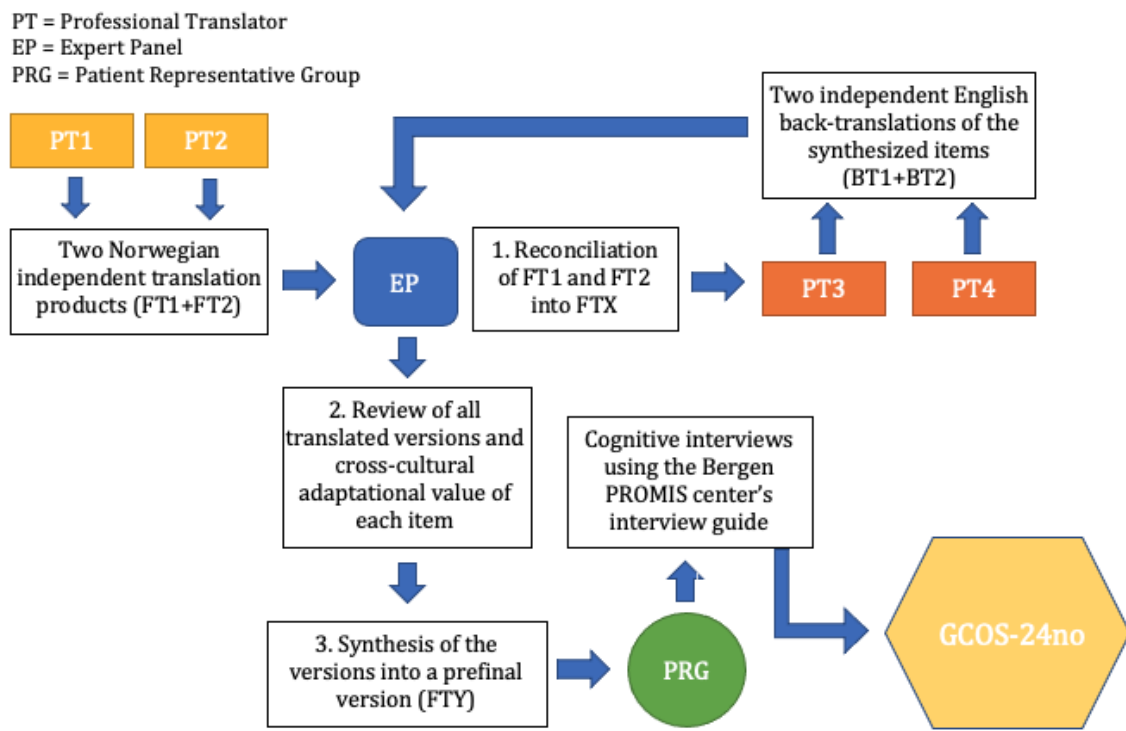 PT = Professional Translator
EP = Expert Panel
PRG = Patient Representative Group
PT1
PT2
Two Norwegian
independent translation
products (FT1+FT2)
EP
1. Reconciliation
of FT1 and FT2
into FTX
PT3
PT4
Two independent English
back-translations of the
synthesized items
(BT1+BT2)
2. Review of all
translated versions and
cross-cultural
adaptational value of
each item
3. Synthesis of the
versions into a prefinal
version (FTY)
PRG
Cognitive interviews
using the Bergen
PROMIS center’s
interview guide
GCOS-24no